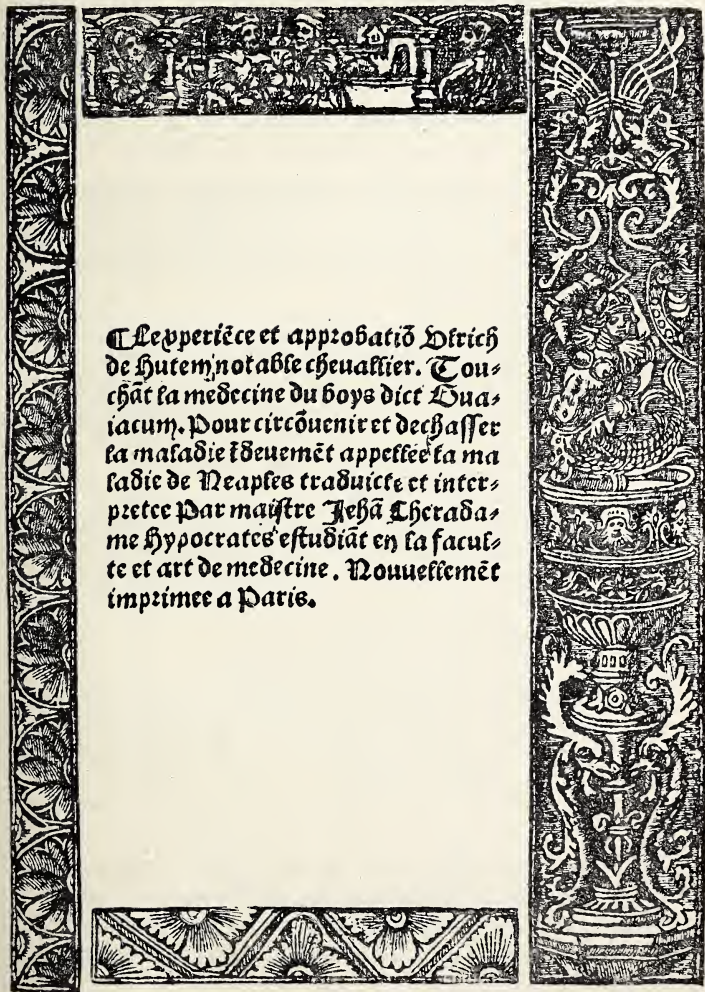 ⁋ Lexperiẽce et approbatiõ Vlrich
de Hutem notable cheuallier. Tou⸗
chãt la medecine du boys dict Gua⸗
iacum. Pour circõuenir et dechasser
la maladie ĩdeuemẽt appellee la ma
ladie de Neaples traduicte et inter⸗
pretee Par maistre Jehã Cherada⸗
me Hypocrates estudiãt en la facul⸗
te et art de medecine. Nouuellemẽt
imprimee a Paris.